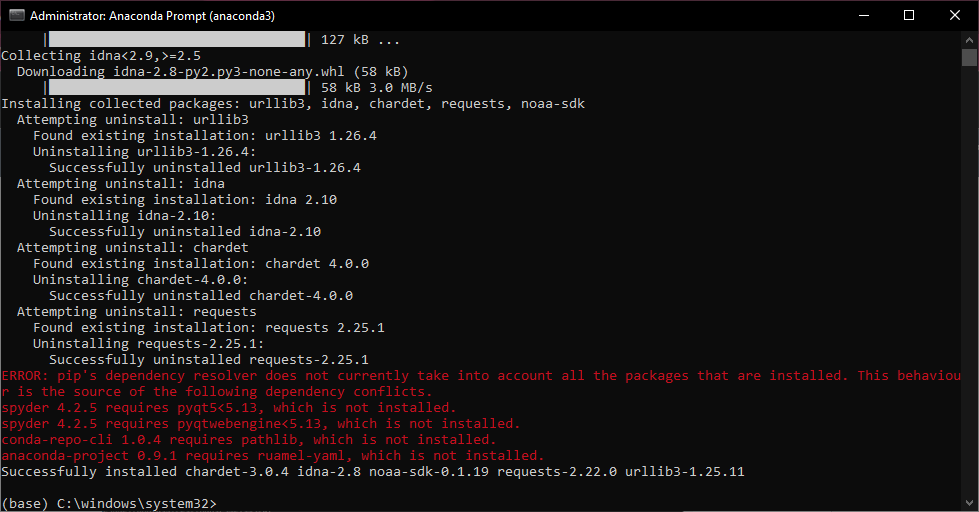 Administrator: Anaconda Prompt (anaconda3)
| | 127 kB ...
Collecting idna<2.9,>=2.5
Downloading idna-2.8-py2.py3-none-any.whl (58 kB)
| | 58 kB 3.0 MB/s
Installing collected packages: urllib3, idna, chardet, requests, noaa-sdk
Attempting uninstall: urllib3
Found existing installation: urllib3 1.26.4
Uninstalling urllib3-1.26.4:
Successfully uninstalled urllib3-1.26.4
Attempting uninstall: idna
Found existing installation: idna 2.10
Uninstalling idna-2.10:
Successfully uninstalled idna-2.10
Attempting uninstall: chardet
Found existing installation: chardet 4.0.0
Uninstalling chardet-4.0.0:
Successfully uninstalled chardet-4.0.0
Attempting uninstall: requests
Found existing installation: requests 2.25.1
Uninstalling requests-2.25.1:
Successfully uninstalled requests-2.25.1
ERROR: pip's dependency resolver does not currently take into account all the packages that are installed. This behaviou
r is the source of the following dependency conflicts.
spyder 4.2.5 requires pyqt5<5.13, which is not installed.
spyder 4.2.5 requires pyqtwebengine<5.13, which is not installed.
conda-repo-cli 1.0.4 requires pathlib, which is not installed.
anaconda-project 0.9.1 requires ruamel-yaml, which is not installed.
Successfully installed chardet-3.0.4 idna-2.8 noaa-sdk-0.1.19 requests-2.22.0 urllib3-1.25.11
(base) C:\windows\system32>